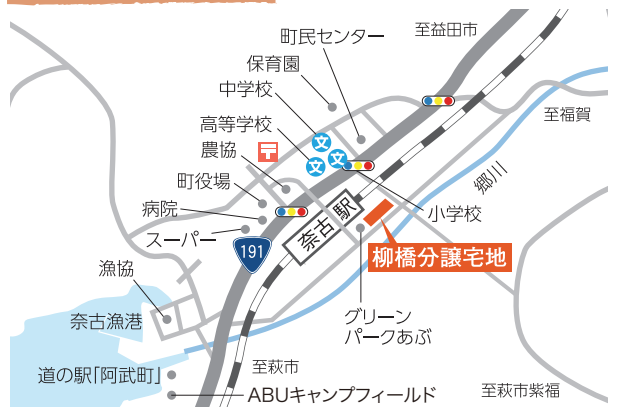 至益田市
町民センター
保育園
中学校
至福賀
高等学校
農協
郷川
町役場
病院
小学校
スーパー
奈古駅
191
柳橋分譲宅地
漁協
奈古漁港
グリーン
パークあぶ
至萩市
道の駅「阿武町」
ABUキャンプフィールド
至萩市紫福
文
文
文
〒